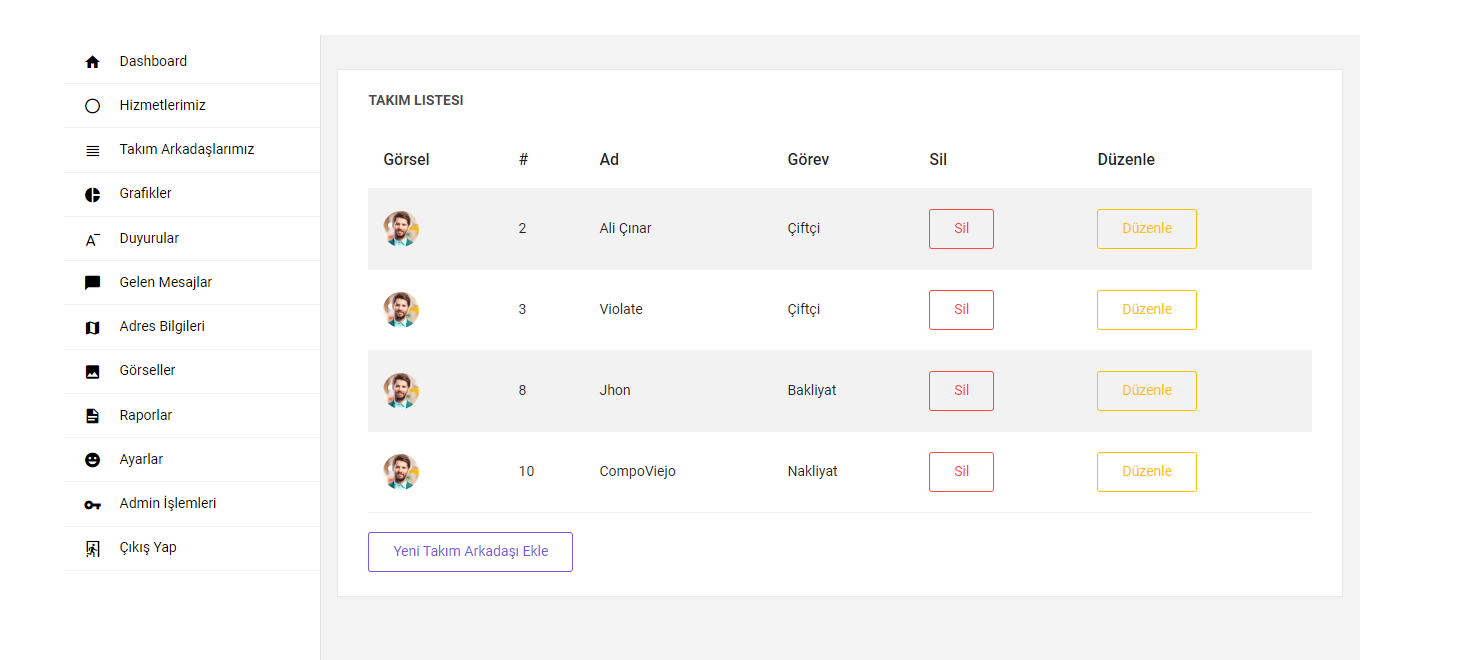 Dashboard
Hizmetlerimiz
Takım Arkadaşlarımız
Grafikler
Duyurular
Gelen Mesajlar
Adres Bilgileri
Görseller
Raporlar
Ayarlar
Admin İşlemleri
Çıkış Yap
TAKIM LISTESI
Görsel # Ad Görev Sil Düzenle
2 Ali Çınar Çiftçi Sil Düzenle
3 Violate Çiftçi Sil Düzenle
8 Jhon Bakliyat Sil Düzenle
10 CompoViejo Nakliyat Sil Düzenle
Yeni Takım Arkadaşı Ekle